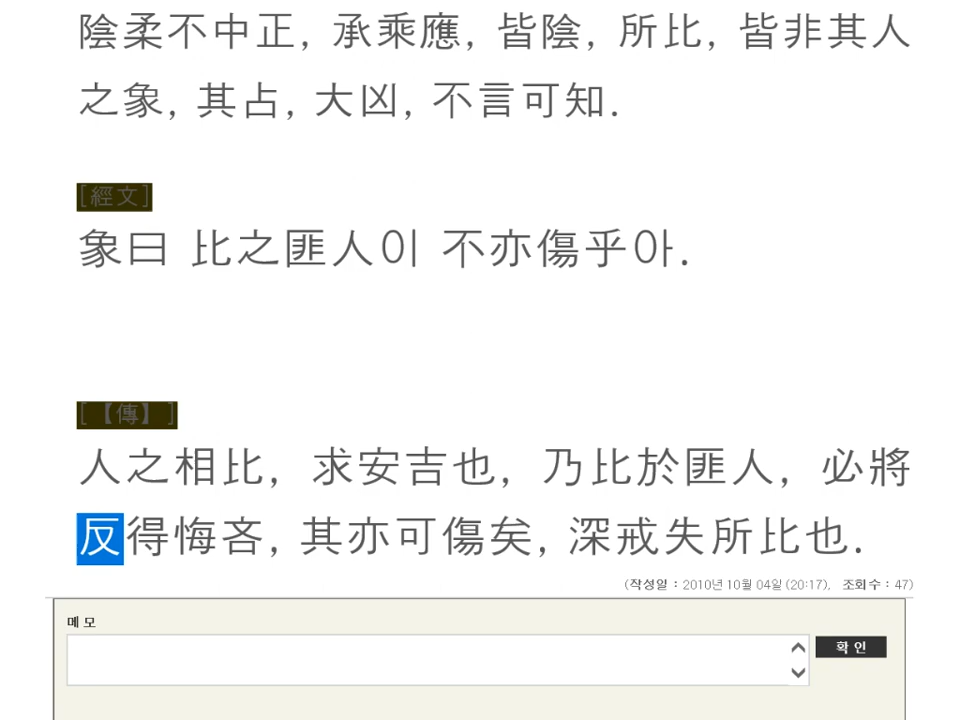 陰柔不中正, 承乘應, 皆陰, 所比, 皆非其人
之象, 其占, 大凶, 不言可知.
[經文]
象曰 比之匪人이 不亦傷乎아.
[【傳】]
人之相比, 求安吉也, 乃比於匪人, 必將
反得悔吝, 其亦可傷矣, 深戒失所比也.
(작성일 : 2010년 10월 04일 (20:17), 조회수 : 47)
메 모
확 인